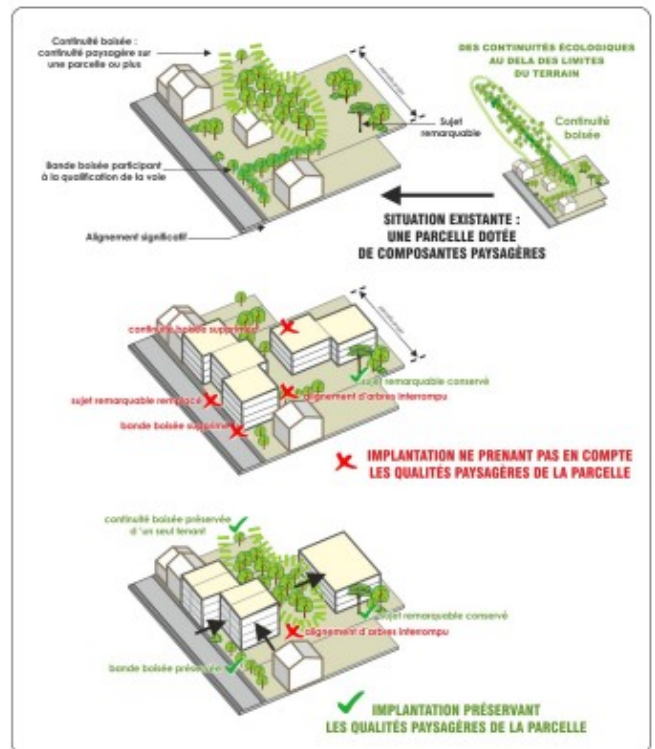 Continuité boisée :
continuité paysagère sur
une parcelle ou plus
DES CONTINUITÉS ÉCOLOGIQUES
AU DELA DES LIMITES
DU TERRAIN
Continuité
boisée
Sujet
remarquable
Bande boisée participant
à la qualification de la voie
Alignement significatif
SITUATION EXISTANTE :
UNE PARCELLE DOTÉE
DE COMPOSANTES PAYSAGÈRES
continuité boisée supprimée
sujet remarquable conservé
sujet remarquable remplacé
alignement d'arbres interrompu
bande boisée supprimée
IMPLANTATION NE PRENANT PAS EN COMPTE
LES QUALITÉS PAYSAGÈRES DE LA PARCELLE
continuité boisée préservée
d 'un seul tenant
sujet remarquable conservé
alignement d'arbres interrompu
bande boisée préservée
IMPLANTATION PRÉSERVANT
LES QUALITÉS PAYSAGÈRES DE LA PARCELLE